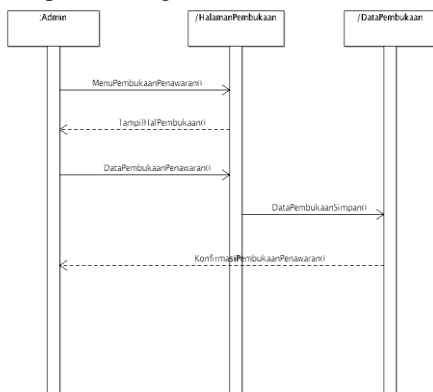 :Admin
/HalamanPembukaan
/DataPembukaan
MenuPembukaanPenawaran()
TampilHalPembukaan()
DataPembukaanPenawaran()
DataPembukaanSimpan()
KonfirmasiPembukaanPenawaran()